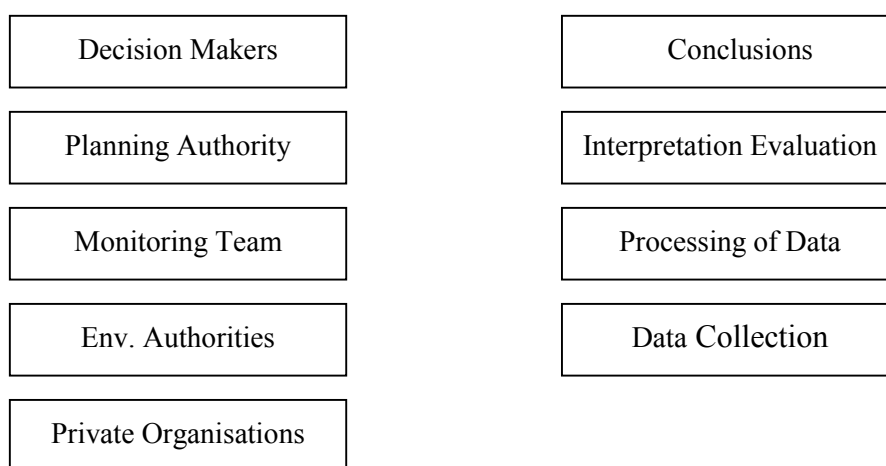 Decision Makers
Conclusions
Planning Authority
Interpretation Evaluation
Monitoring Team
Processing of Data
Env. Authorities
Data Collection
Private Organisations